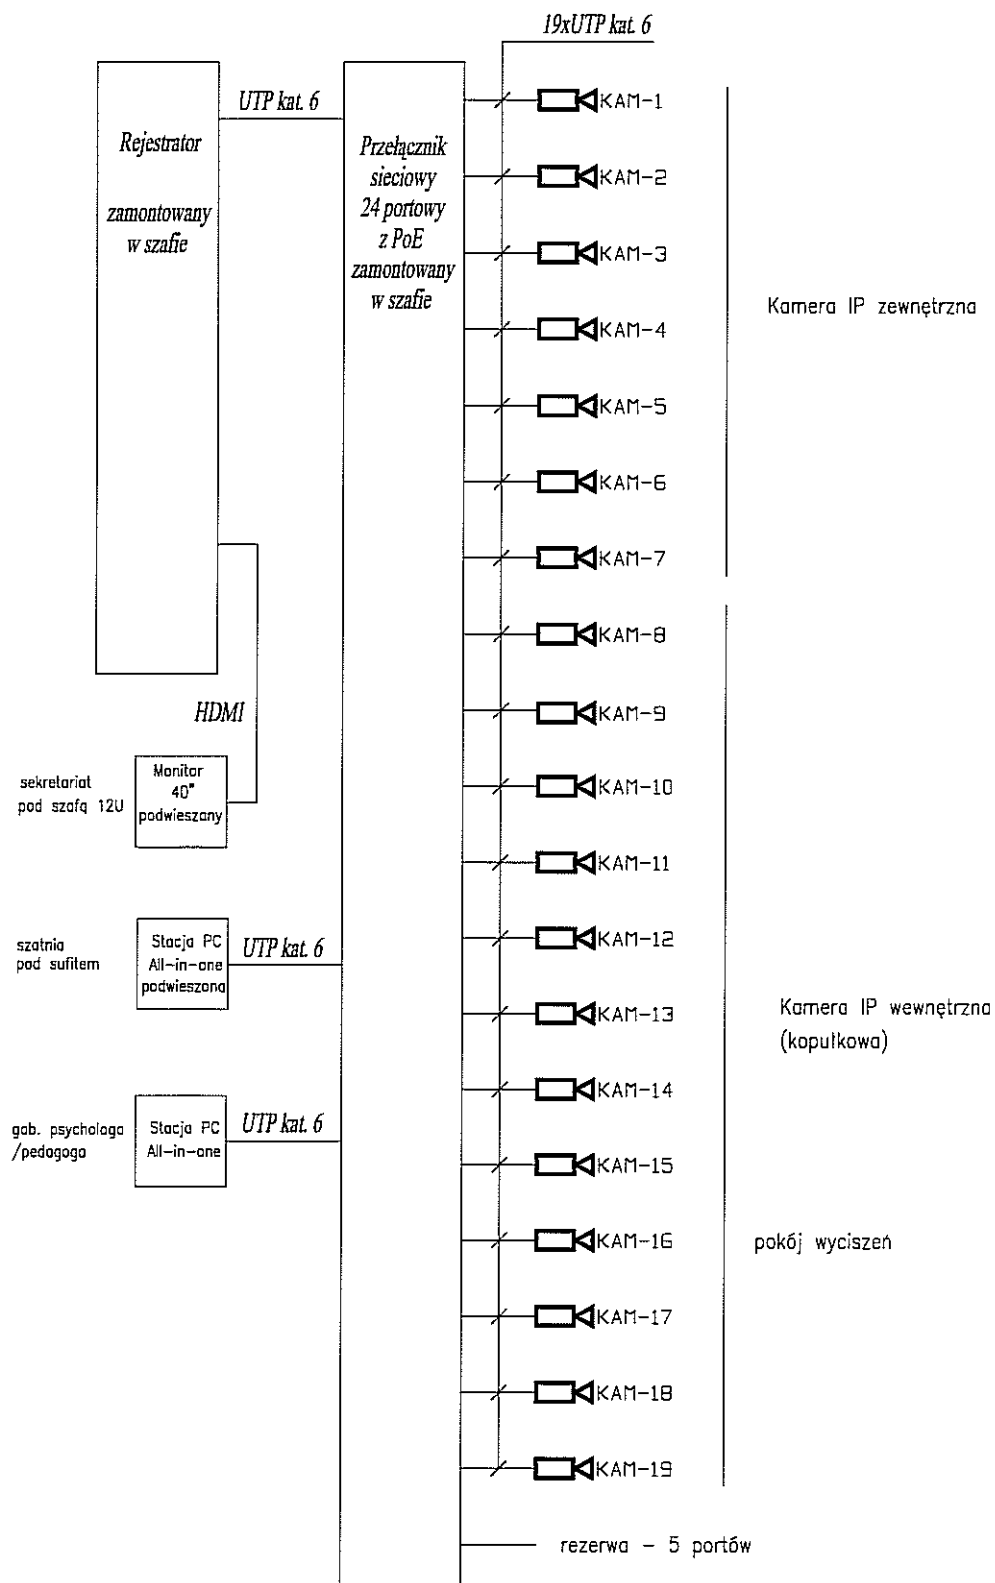 19xUTP kat. 6
UTP kat. 6
Rejestrator
zamontowany
w szafie
Przełącznik
sieciowy
24 portowy
z PoE
zamontowany
w szafie
KAM-1
KAM-2
KAM-3
KAM-4
KAM-5
KAM-6
KAM-7
Kamera IP zewnętrzna
KAM-8
KAM-9
KAM-10
KAM-11
KAM-12
KAM-13
KAM-14
KAM-15
KAM-16
KAM-17
KAM-18
KAM-19
Kamera IP wewnętrzna
(kopułkowa)
pokój wyciszeń
HDMI
sekretariat
pod szafą 12U
Monitor
40"
podwieszany
szatnia
pod sufitem
Stacja PC
All-in-one
podwieszona
UTP kat. 6
gab. psychologa
/pedagoga
Stacja PC
All-in-one
UTP kat. 6
rezerwa - 5 portów